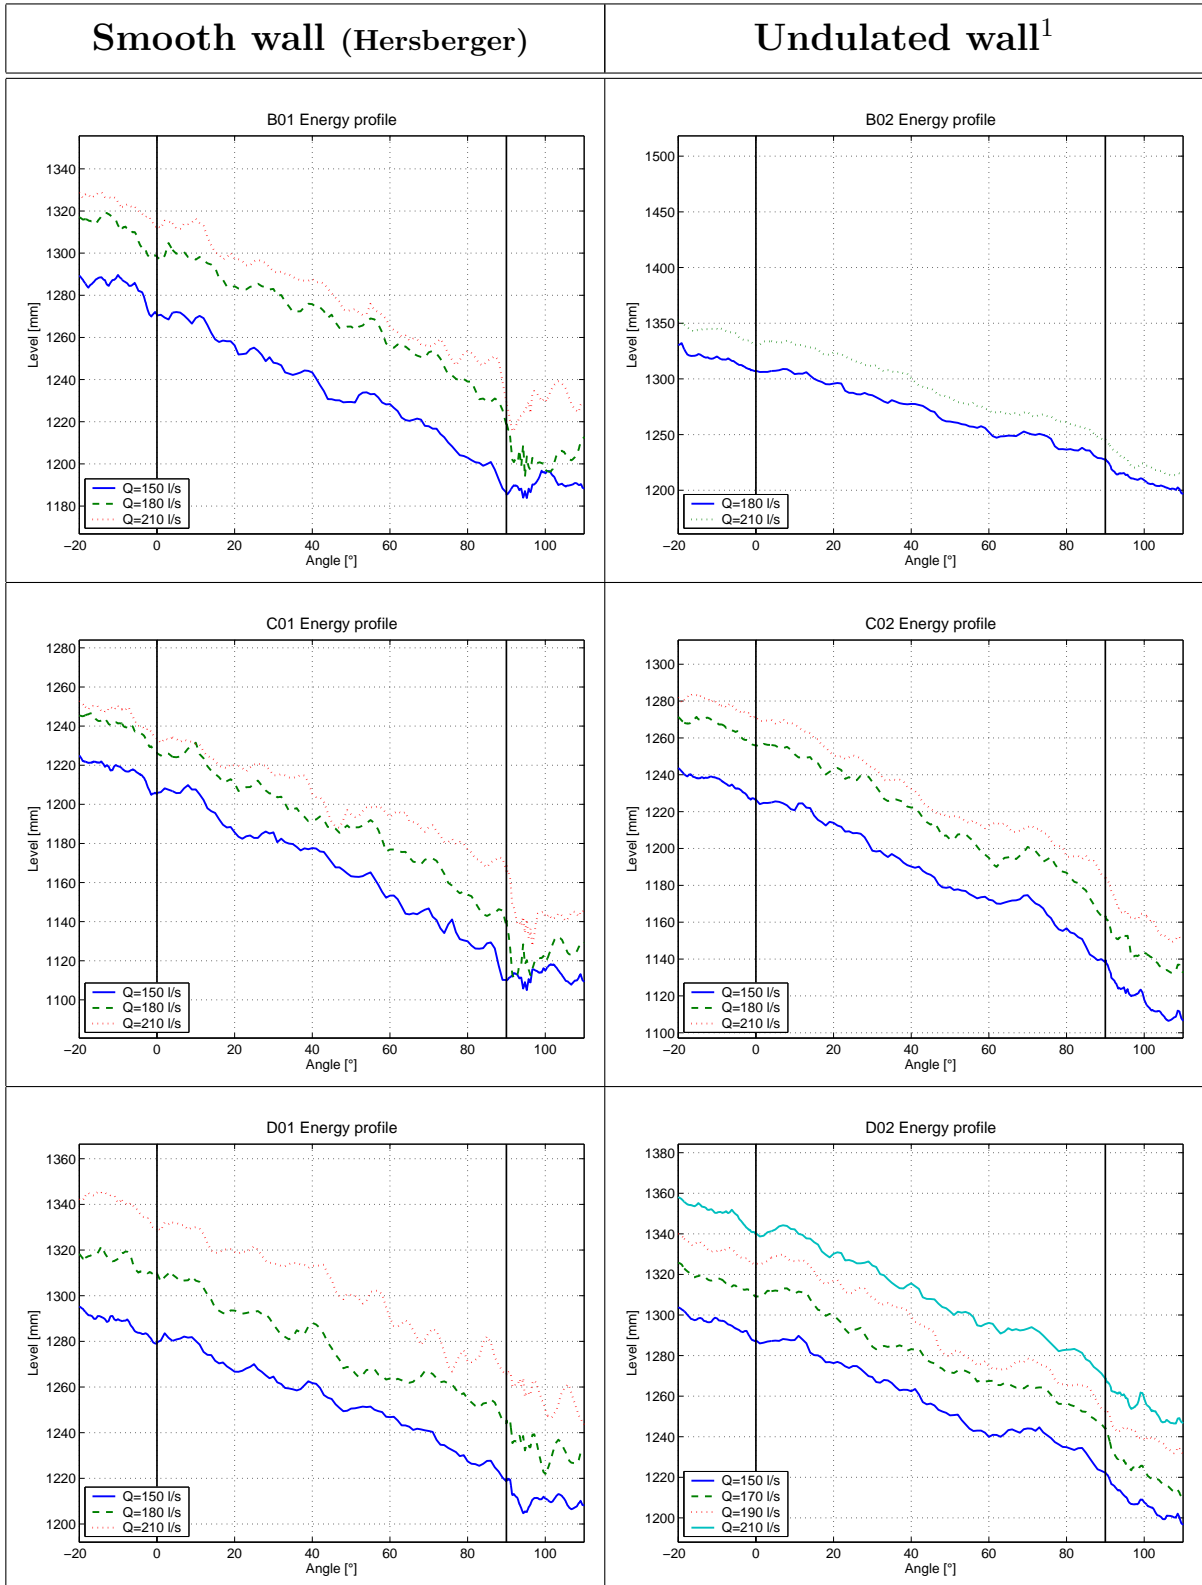 Smooth wall (Hersberger)
Undulated wall¹
B01 Energy profile
Level [mm]
1340
1320
1300
1280
1260
1240
1220
1200
1180
Q=150 l/s
Q=180 l/s
Q=210 l/s
−20 0 20 40 60 80 100
Angle [°]
B02 Energy profile
Level [mm]
1500
1450
1400
1350
1300
1250
1200
Q=180 l/s
Q=210 l/s
−20 0 20 40 60 80 100
Angle [°]
C01 Energy profile
Level [mm]
1280
1260
1240
1220
1200
1180
1160
1140
1120
1100
Q=150 l/s
Q=180 l/s
Q=210 l/s
−20 0 20 40 60 80 100
Angle [°]
C02 Energy profile
Level [mm]
1300
1280
1260
1240
1220
1200
1180
1160
1140
1120
1100
Q=150 l/s
Q=180 l/s
Q=210 l/s
−20 0 20 40 60 80 100
Angle [°]
D01 Energy profile
Level [mm]
1360
1340
1320
1300
1280
1260
1240
1220
1200
Q=150 l/s
Q=180 l/s
Q=210 l/s
−20 0 20 40 60 80 100
Angle [°]
D02 Energy profile
Level [mm]
1380
1360
1340
1320
1300
1280
1260
1240
1220
1200
Q=150 l/s
Q=170 l/s
Q=190 l/s
Q=210 l/s
−20 0 20 40 60 80 100
Angle [°]